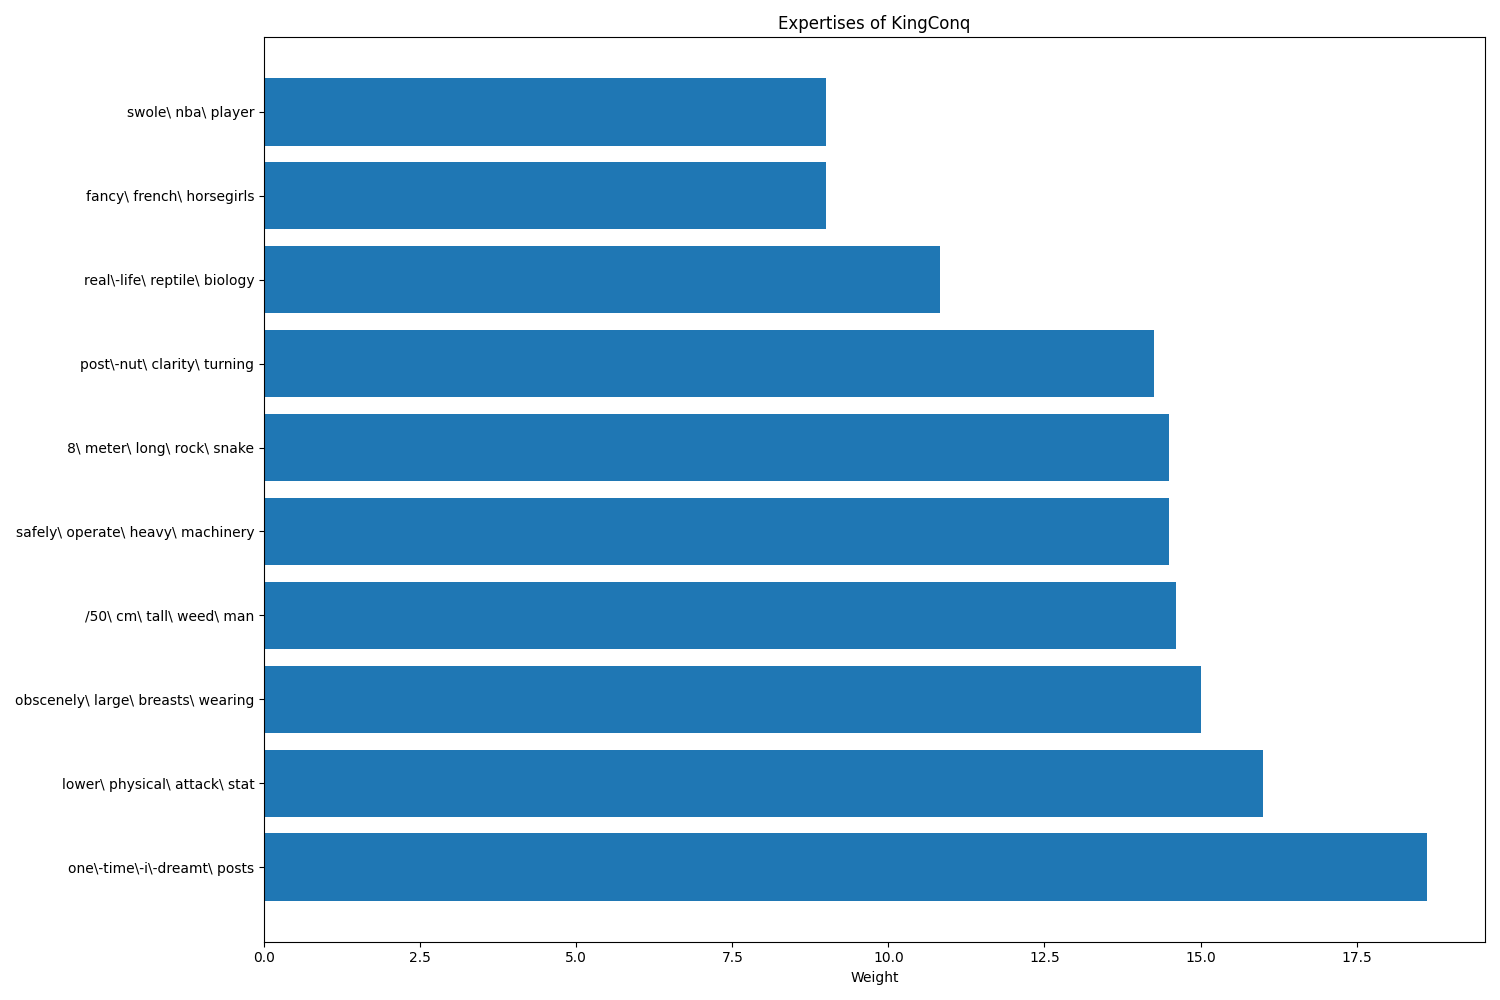 Expertises of KingConq
swole\ nba\ player
fancy\ french\ horsegirls
real\-life\ reptile\ biology
post\-nut\ clarity\ turning
8\ meter\ long\ rock\ snake
safely\ operate\ heavy\ machinery
/50\ cm\ tall\ weed\ man
obscenely\ large\ breasts\ wearing
lower\ physical\ attack\ stat
one\-time\-i\-dreamt\ posts
0.0 2.5 5.0 7.5 10.0 12.5 15.0 17.5
Weight